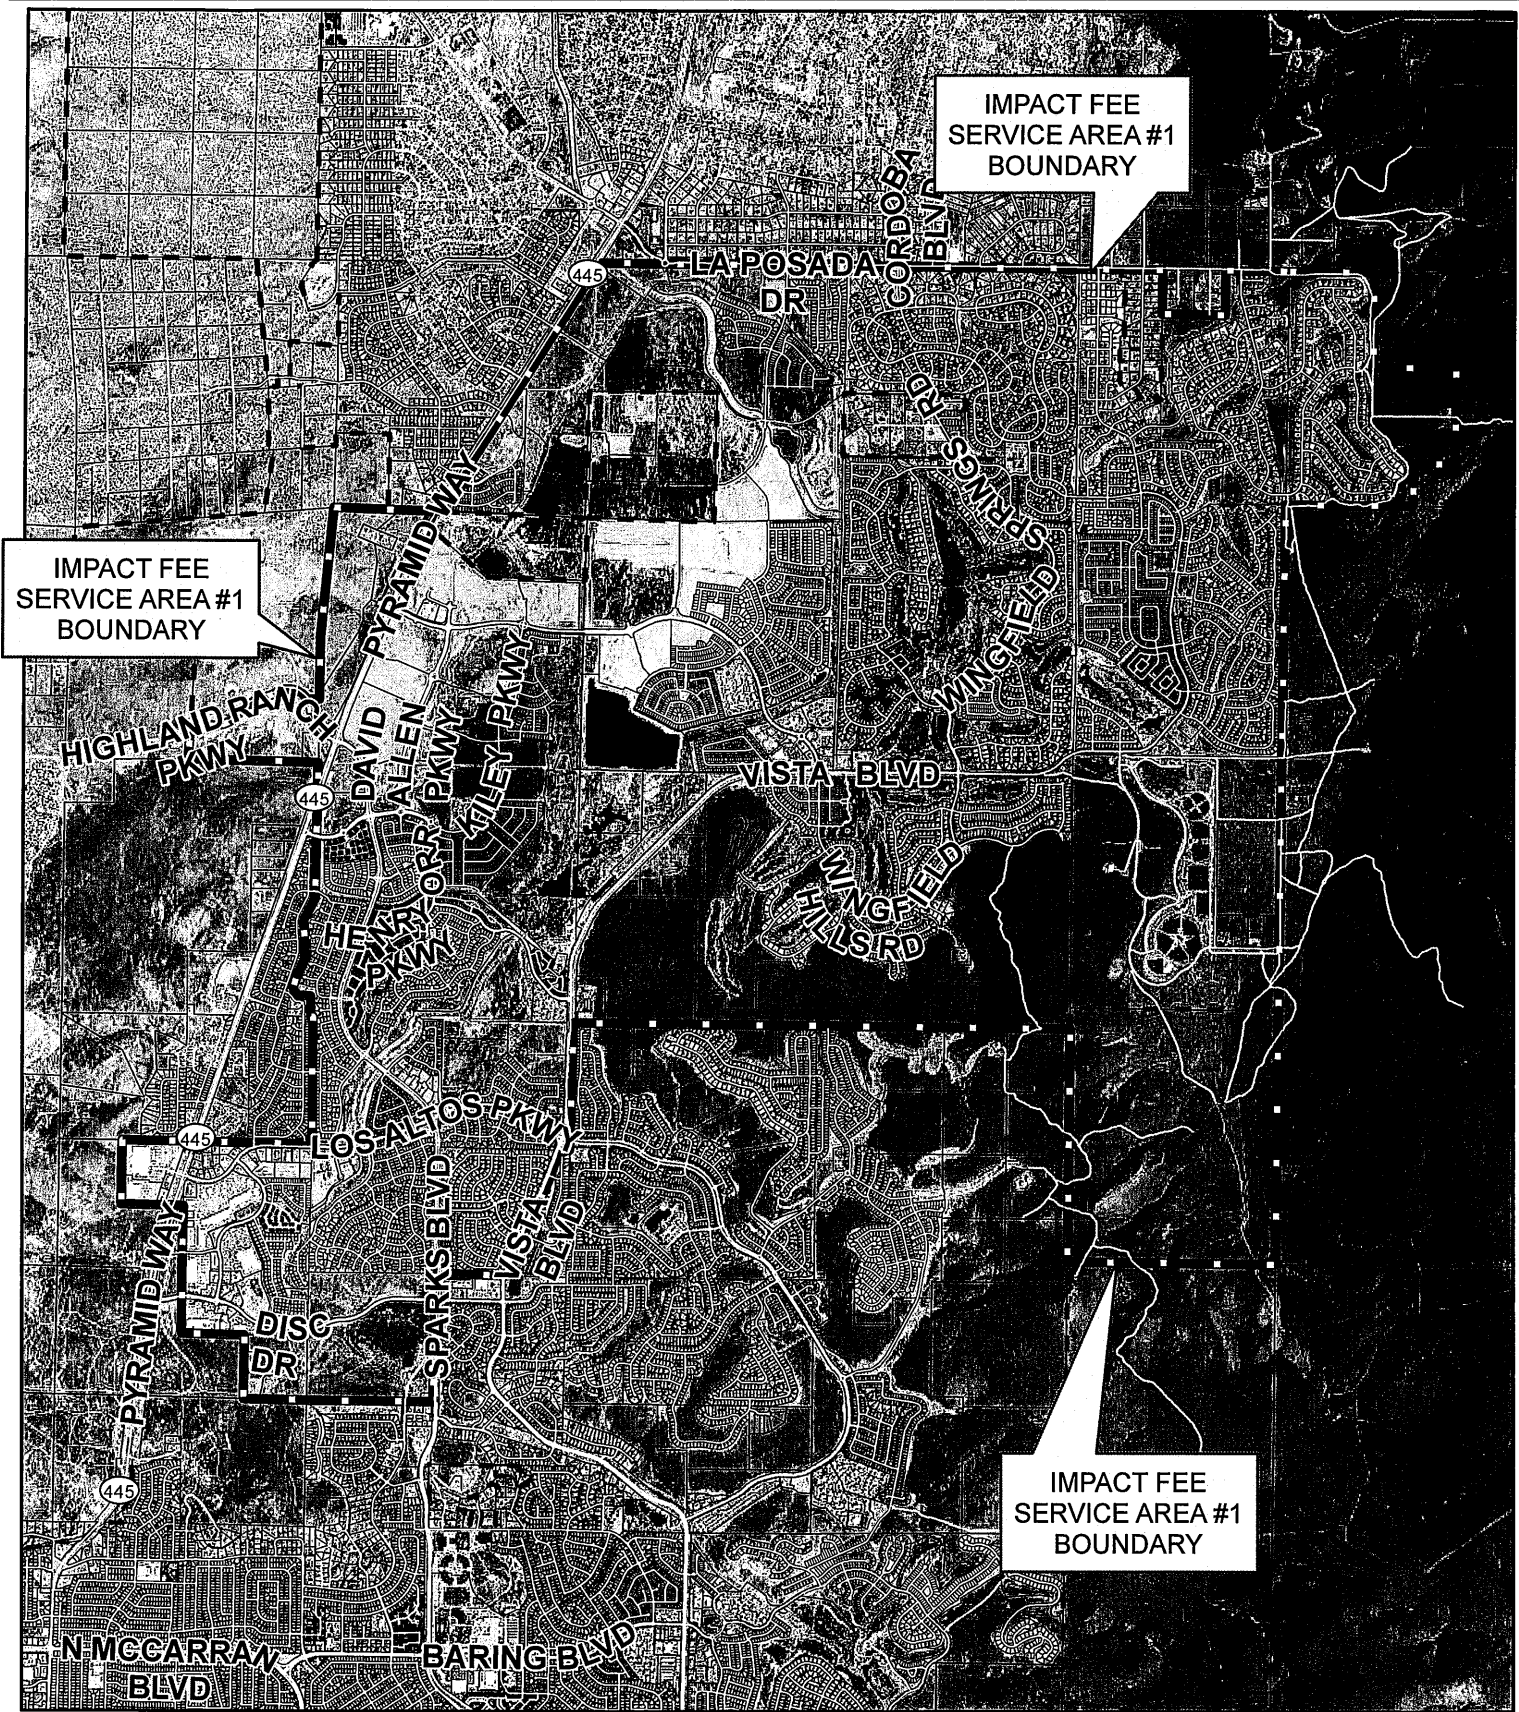 IMPACT FEE
SERVICE AREA #1
BOUNDARY
CORDOBA
BLVD
445
LA POSADA
DR
WINGFIELD SPRINGS RD
PYRAMID WAY
IMPACT FEE
SERVICE AREA #1
BOUNDARY
HIGHLAND RANCH
PKWY
445
DAVID
ALLEN
PKWY
KILEY PKWY
VISTA BLVD
HENRY ORR
PKWY
WINGFIELD
HILLS RD
LOS ALTOS PKWY
445
SPARKS BLVD
VISTA
BLVD
PYRAMID WAY
DISC
DR
445
IMPACT FEE
SERVICE AREA #1
BOUNDARY
N MCCARRAN
BLVD
BARING BLVD